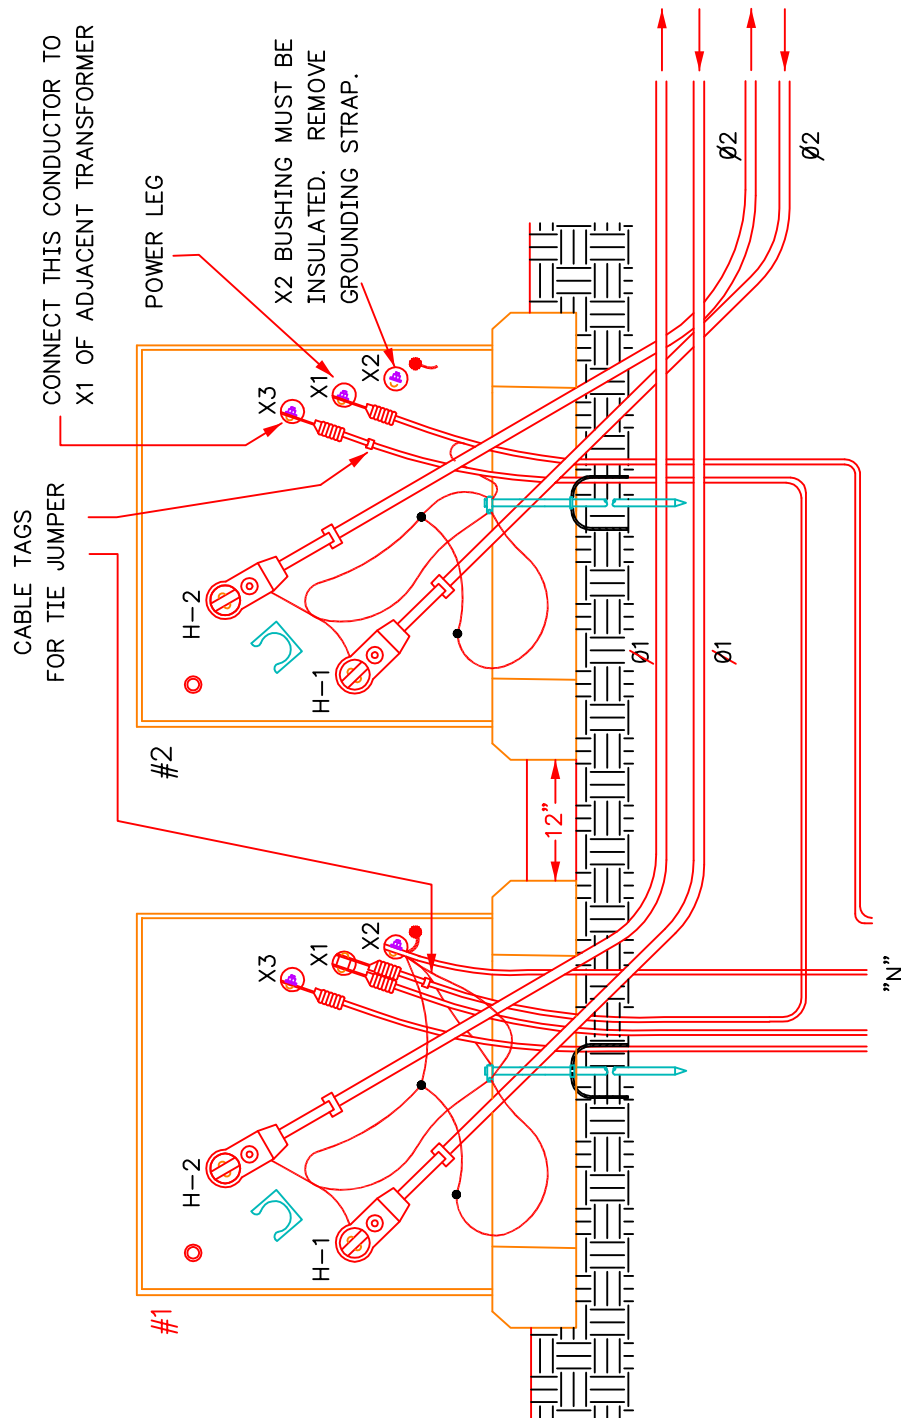 CONNECT THIS CONDUCTOR TO
X1 OF ADJACENT TRANSFORMER
POWER LEG
X2 BUSHING MUST BE
INSULATED. REMOVE
GROUNDING STRAP.
CABLE TAGS
FOR TIE JUMPER
#2
H-2
H-1
X3
X1
X2
#1
H-2
H-1
X3
X1
X2
12"
Ø1
Ø1
Ø2
Ø2
"N"